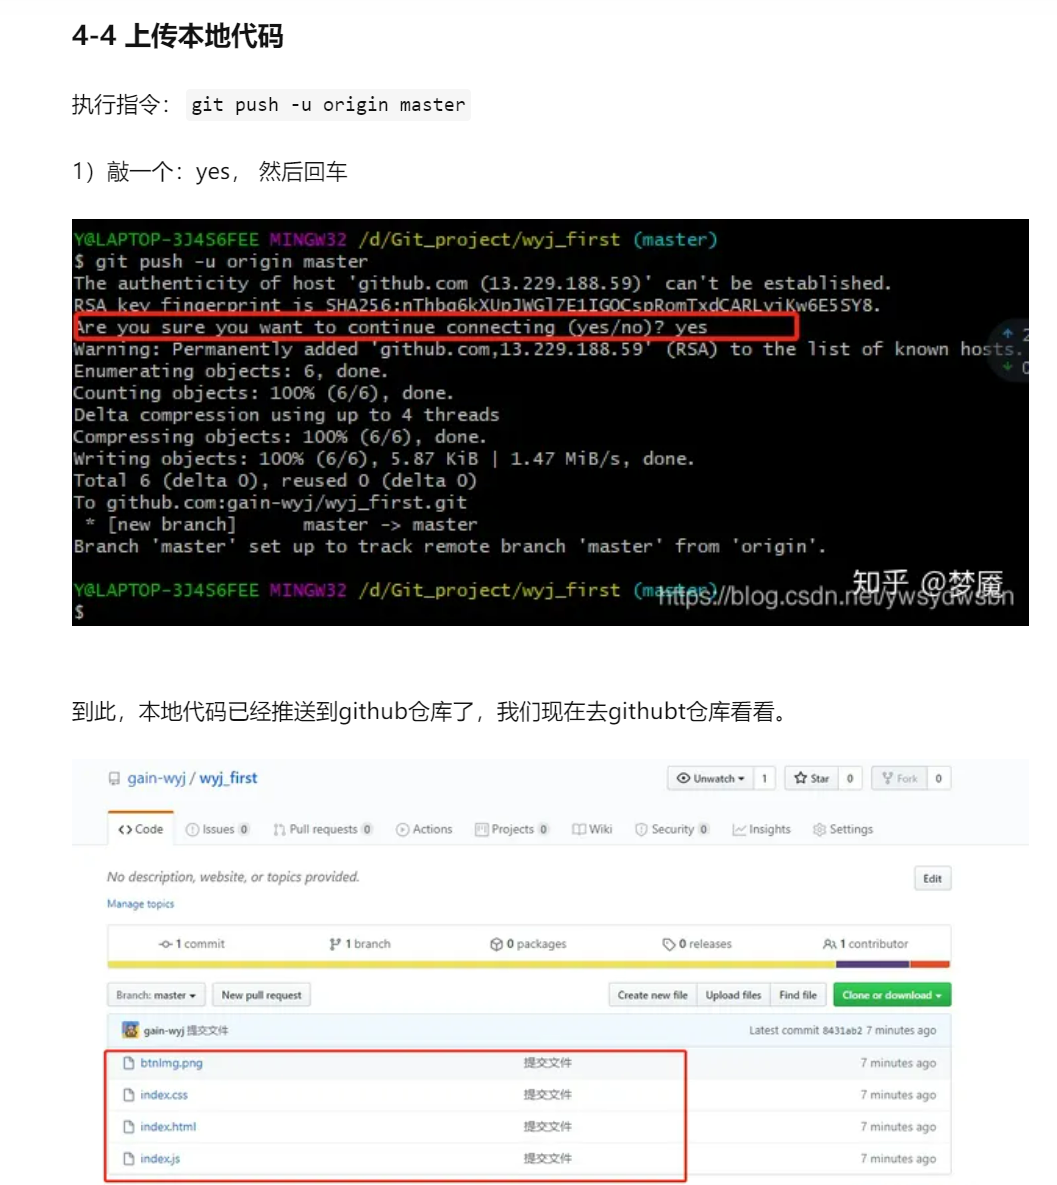 4-4 上传本地代码
执行指令： git push -u origin master
1）敲一个：yes， 然后回车
Y@LAPTOP-3J4S6FEE MINGW32 /d/Git_project/wyj_first (master)
$ git push -u origin master
The authenticity of host 'github.com (13.229.188.59)' can't be established.
RSA key fingerprint is SHA256:nThbg6kXUpJWGl7E1IGOCspRomTxdCARLviKw6E5SY8.
Are you sure you want to continue connecting (yes/no)? yes
Warning: Permanently added 'github.com,13.229.188.59' (RSA) to the list of known hosts.
Enumerating objects: 6, done.
Counting objects: 100% (6/6), done.
Delta compression using up to 4 threads
Compressing objects: 100% (6/6), done.
Writing objects: 100% (6/6), 5.87 KiB | 1.47 MiB/s, done.
Total 6 (delta 0), reused 0 (delta 0)
To github.com:gain-wyj/wyj_first.git
* [new branch] master -> master
Branch 'master' set up to track remote branch 'master' from 'origin'.
Y@LAPTOP-3J4S6FEE MINGW32 /d/Git_project/wyj_first (master)
$
知乎 @梦魇
https://blog.csdn.net/ywsydwsbn
到此，本地代码已经推送到github仓库了，我们现在去githubt仓库看看。
gain-wyj / wyj_first Unwatch 1 Star 0 Fork 0
Code Issues 0 Pull requests 0 Actions Projects 0 Wiki Security 0 Insights Settings
No description, website, or topics provided. Edit
Manage topics
1 commit 1 branch 0 packages 0 releases 1 contributor
Branch: master New pull request Create new file Upload files Find file Clone or download
gain-wyj 提交文件 Latest commit 8431ab2 7 minutes ago
btnImg.png 提交文件 7 minutes ago
index.css 提交文件 7 minutes ago
index.html 提交文件 7 minutes ago
index.js 提交文件 7 minutes ago